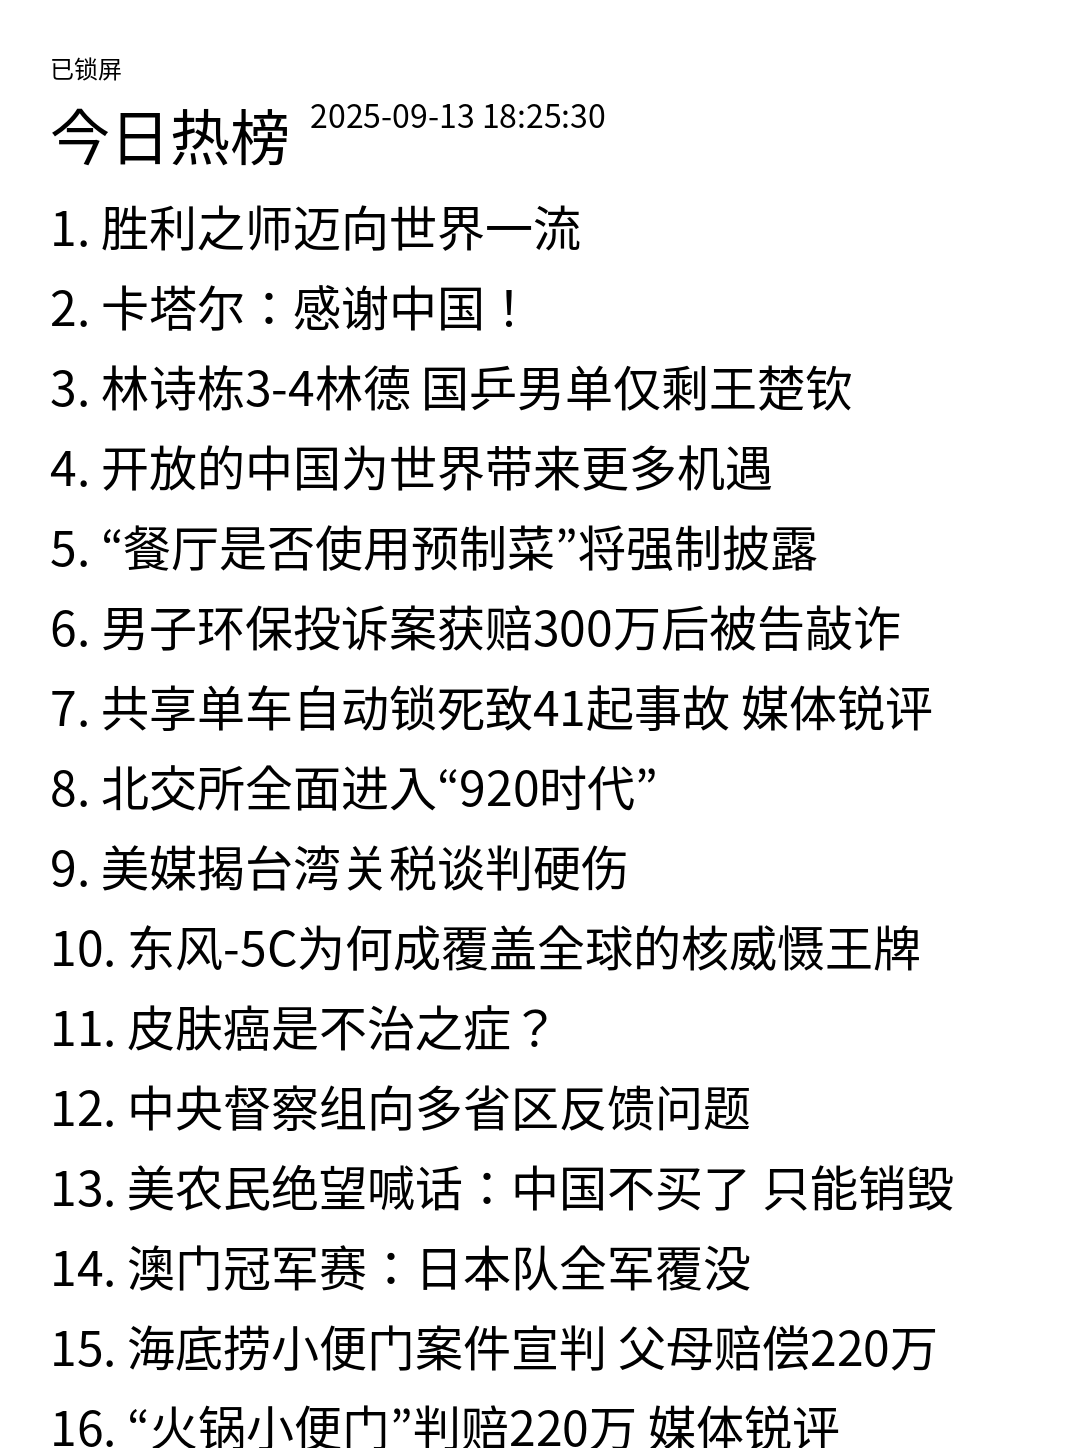 已锁屏
今日热榜 2025-09-13 18:25:30
1. 胜利之师迈向世界一流
2. 卡塔尔：感谢中国！
3. 林诗栋3-4林德 国乒男单仅剩王楚钦
4. 开放的中国为世界带来更多机遇
5. “餐厅是否使用预制菜”将强制披露
6. 男子环保投诉案获赔300万后被告敲诈
7. 共享单车自动锁死致41起事故 媒体锐评
8. 北交所全面进入“920时代”
9. 美媒揭台湾关税谈判硬伤
10. 东风-5C为何成覆盖全球的核威慑王牌
11. 皮肤癌是不治之症？
12. 中央督察组向多省区反馈问题
13. 美农民绝望喊话：中国不买了 只能销毁
14. 澳门冠军赛：日本队全军覆没
15. 海底捞小便门案件宣判 父母赔偿220万
16. “火锅小便门”判赔220万 媒体锐评